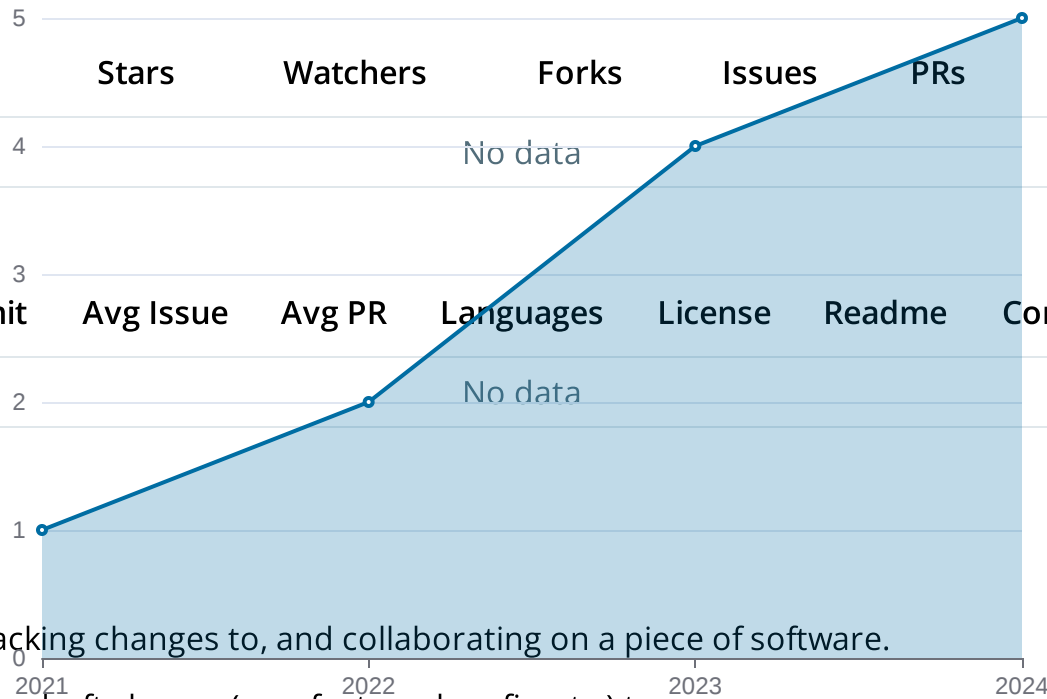 5
Stars Watchers Forks Issues PRs
4 No data
3
Avg Issue Avg PR Languages License Readme
2 No data
1
changes to, and collaborating on a piece of software.
0
2021 2022 2023 2024